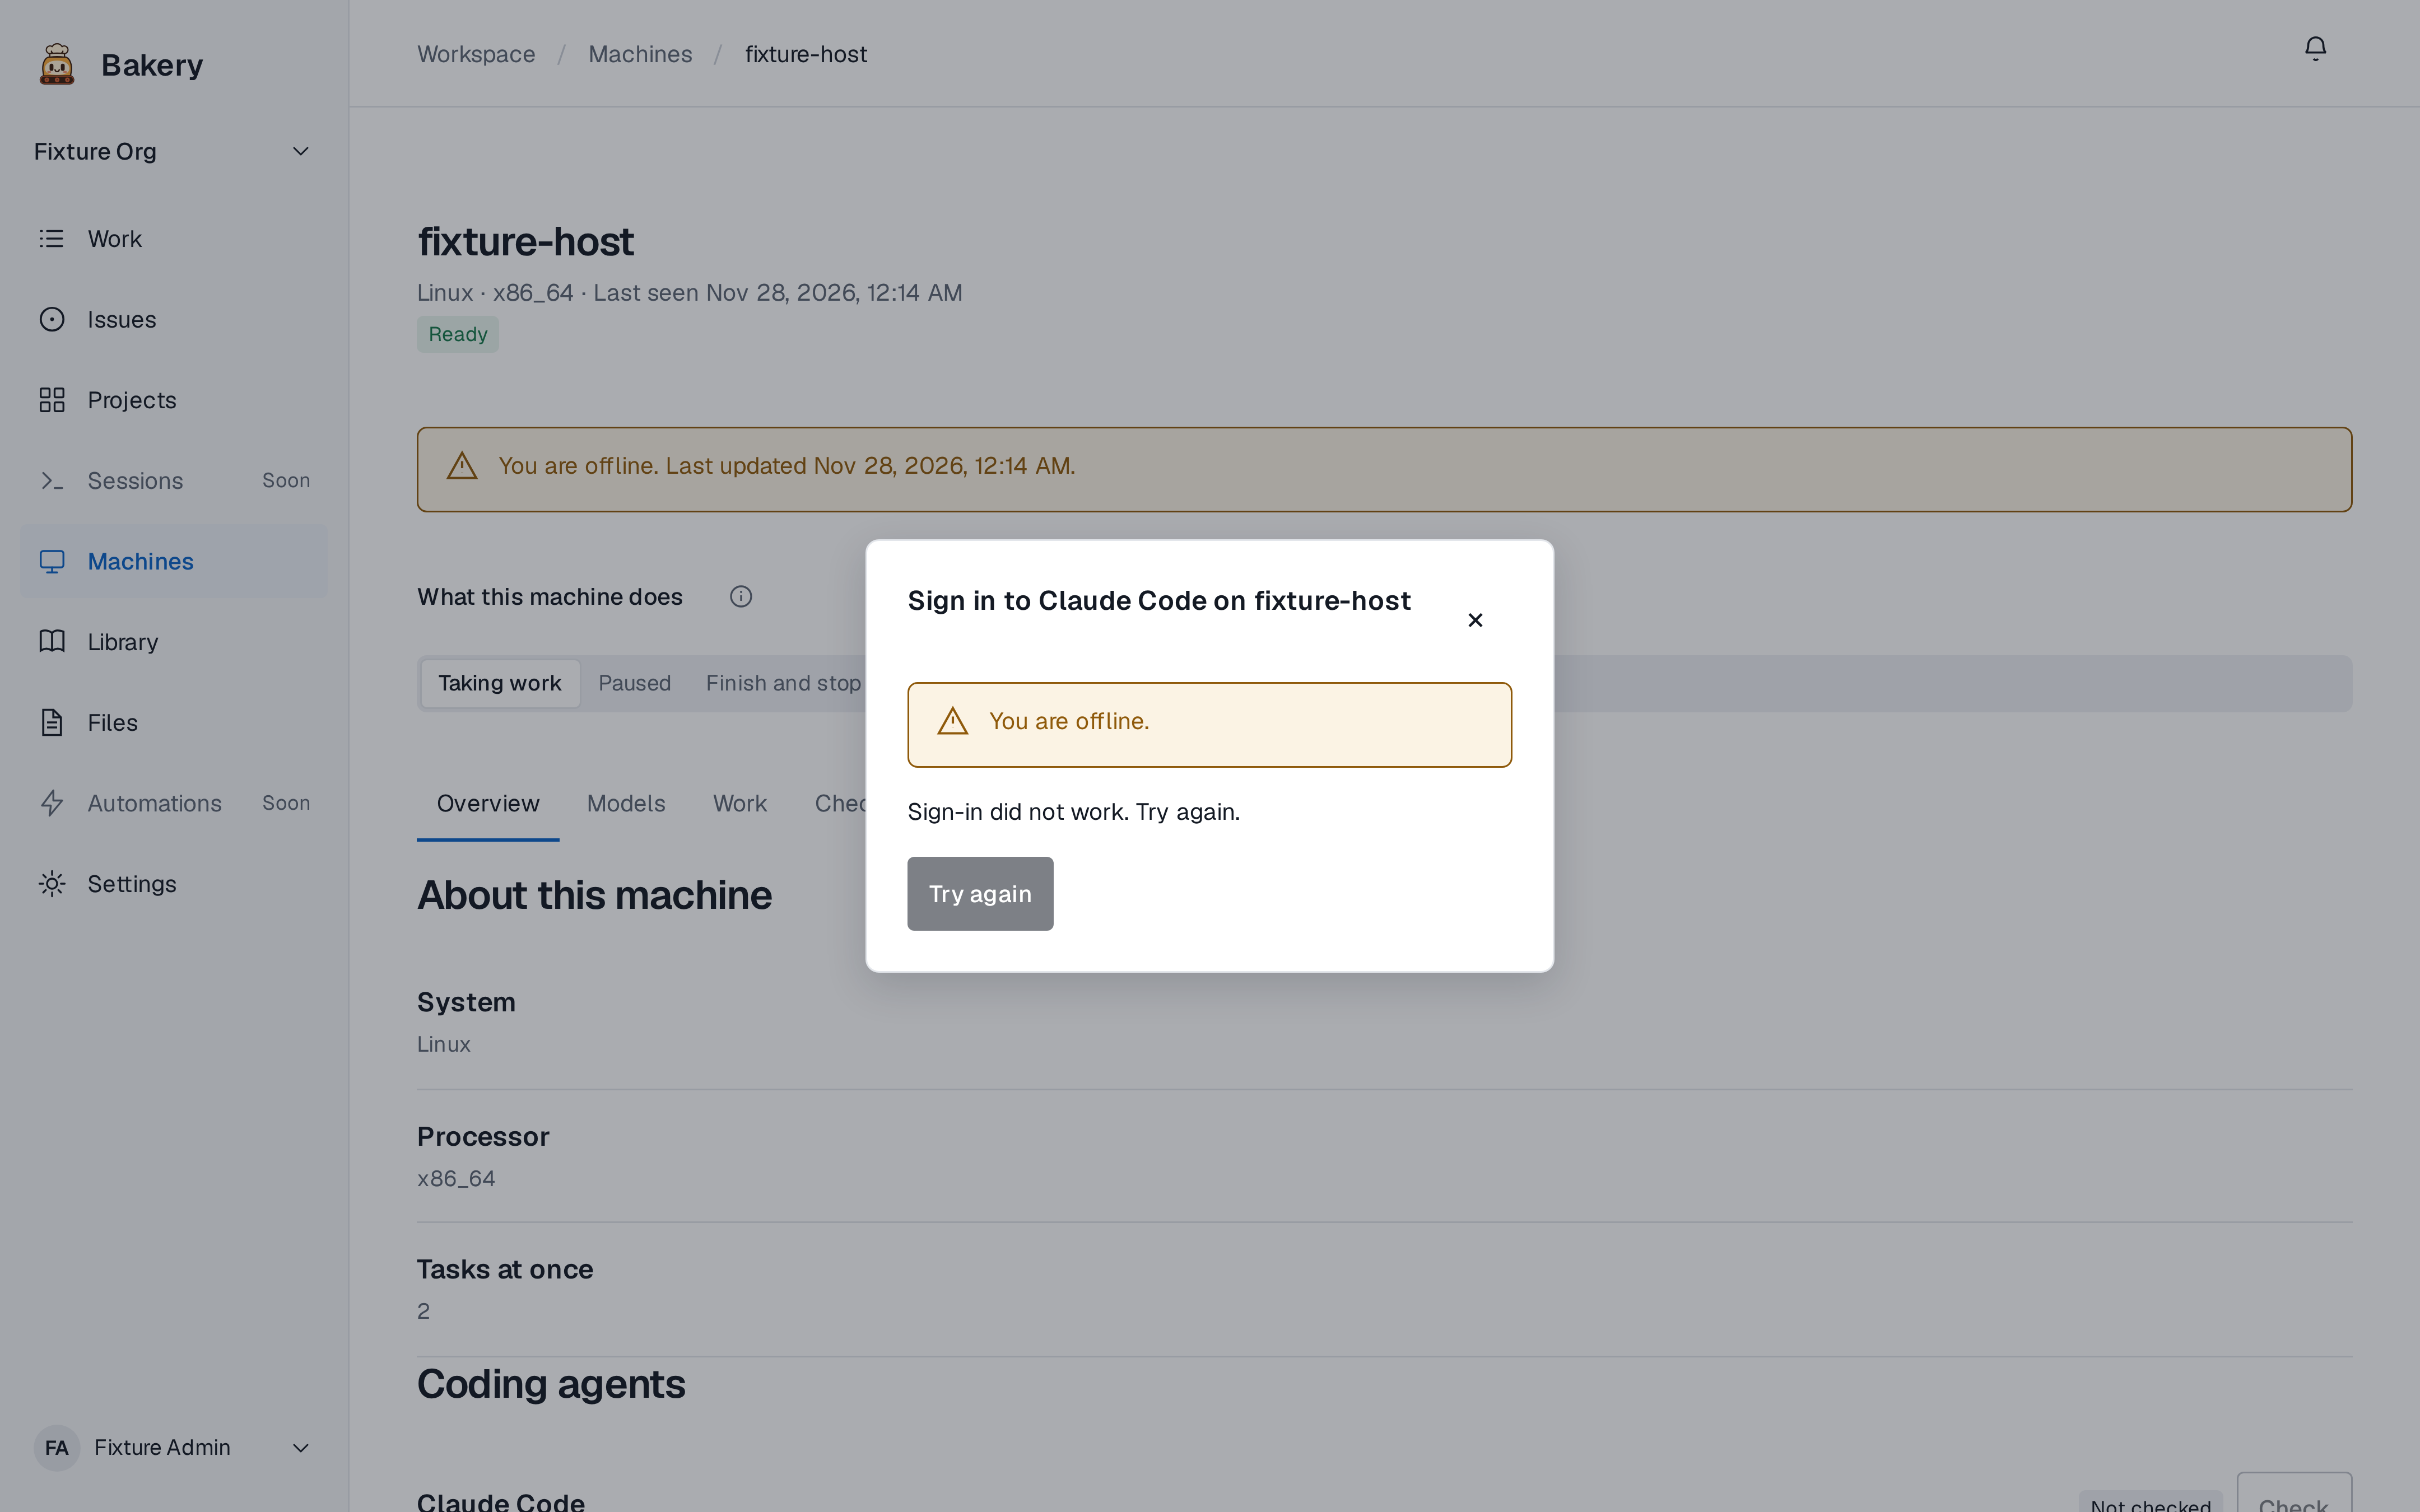 Bakery
Fixture Org
Work
Issues
Projects
Sessions Soon
Machines
Library
Files
Automations Soon
Settings
FA Fixture Admin
Workspace / Machines / fixture-host
fixture-host
Linux · x86_64 · Last seen Nov 28, 2026, 12:14 AM
Ready
You are offline. Last updated Nov 28, 2026, 12:14 AM.
What this machine does
Taking work Paused Finish and stop
Overview Models Work
About this machine
System
Linux
Processor
x86_64
Tasks at once
2
Coding agents
Claude Code Not checked Check
Sign in to Claude Code on fixture-host
You are offline.
Sign-in did not work. Try again.
Try again